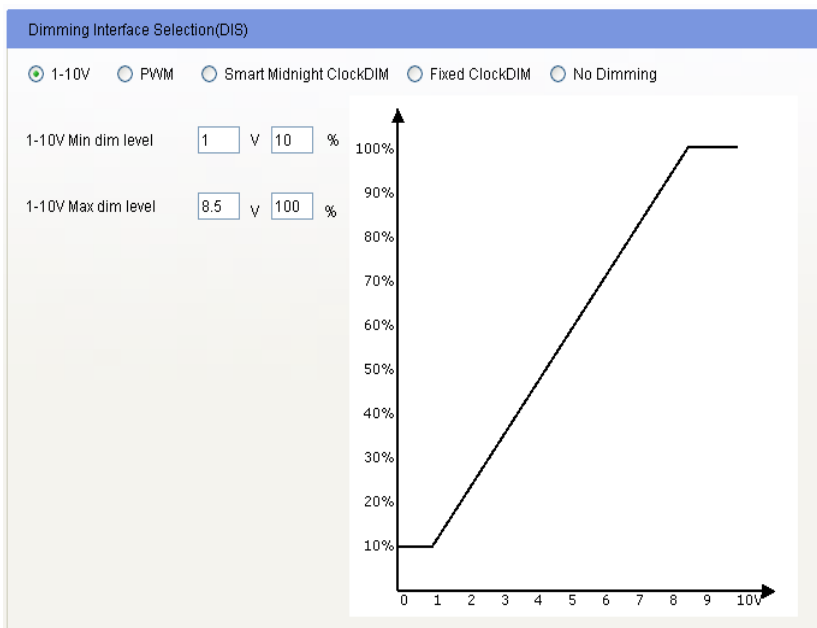 Dimming Interface Selection(DIS)
1-10V PWM Smart Midnight ClockDIM Fixed ClockDIM No Dimming
1-10V Min dim level 1 V 10 %
1-10V Max dim level 8.5 V 100 %
100%
90%
80%
70%
60%
50%
40%
30%
20%
10%
0 1 2 3 4 5 6 7 8 9 10V